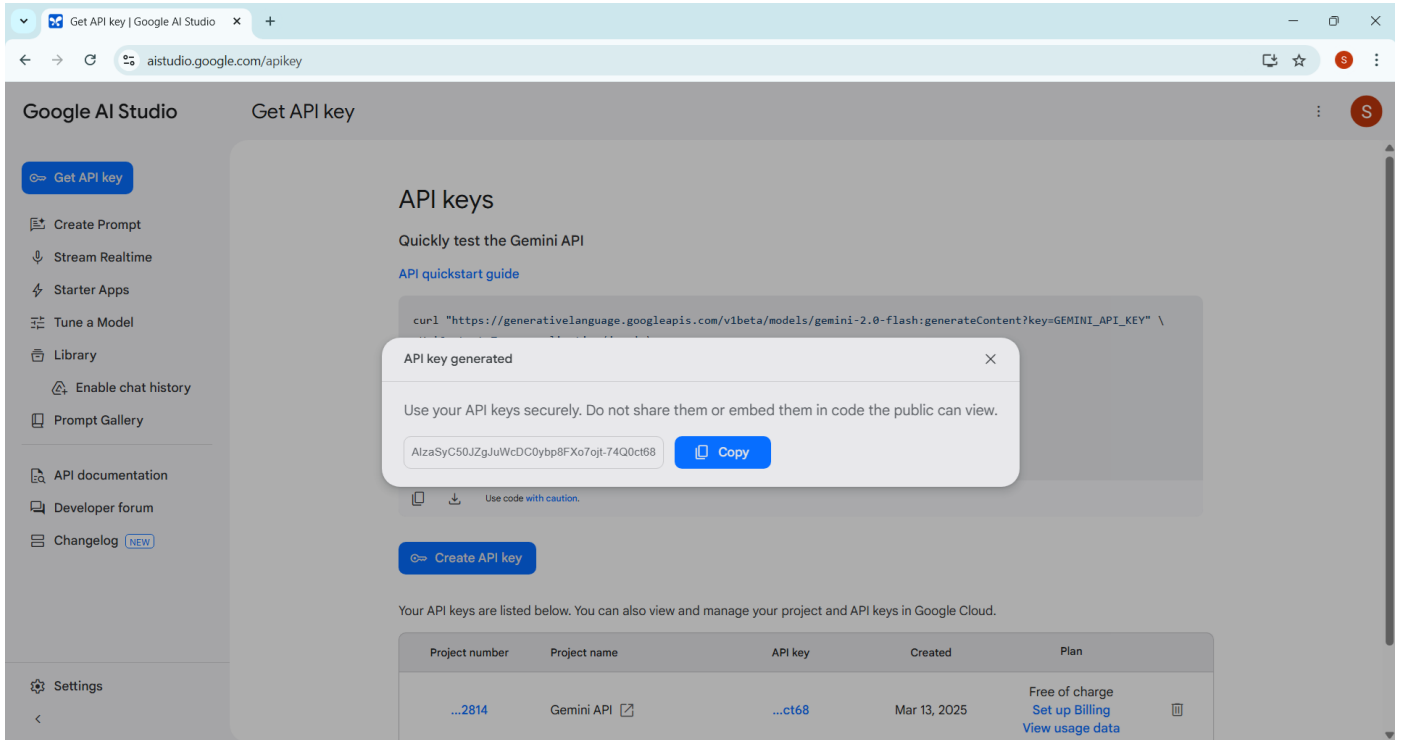 Get API key | Google AI Studio
aistudio.google.com/apikey
S
Google AI Studio
Get API key
S
Get API key
Create Prompt
Stream Realtime
Starter Apps
Tune a Model
Library
Enable chat history
Prompt Gallery
API documentation
Developer forum
Changelog NEW
Settings
API keys
Quickly test the Gemini API
API quickstart guide
curl "https://generativelanguage.googleapis.com/v1beta/models/gemini-2.0-flash:generateContent?key=GEMINI_API_KEY" \
API key generated
Use your API keys securely. Do not share them or embed them in code the public can view.
AIzaSyC50JZgJuWcDC0ybp8FXo7ojt-74Q0ct68
Copy
Use code with caution.
Create API key
Your API keys are listed below. You can also view and manage your project and API keys in Google Cloud.
Project number Project name API key Created Plan
...2814 Gemini API ...ct68 Mar 13, 2025 Free of charge
Set up Billing
View usage data